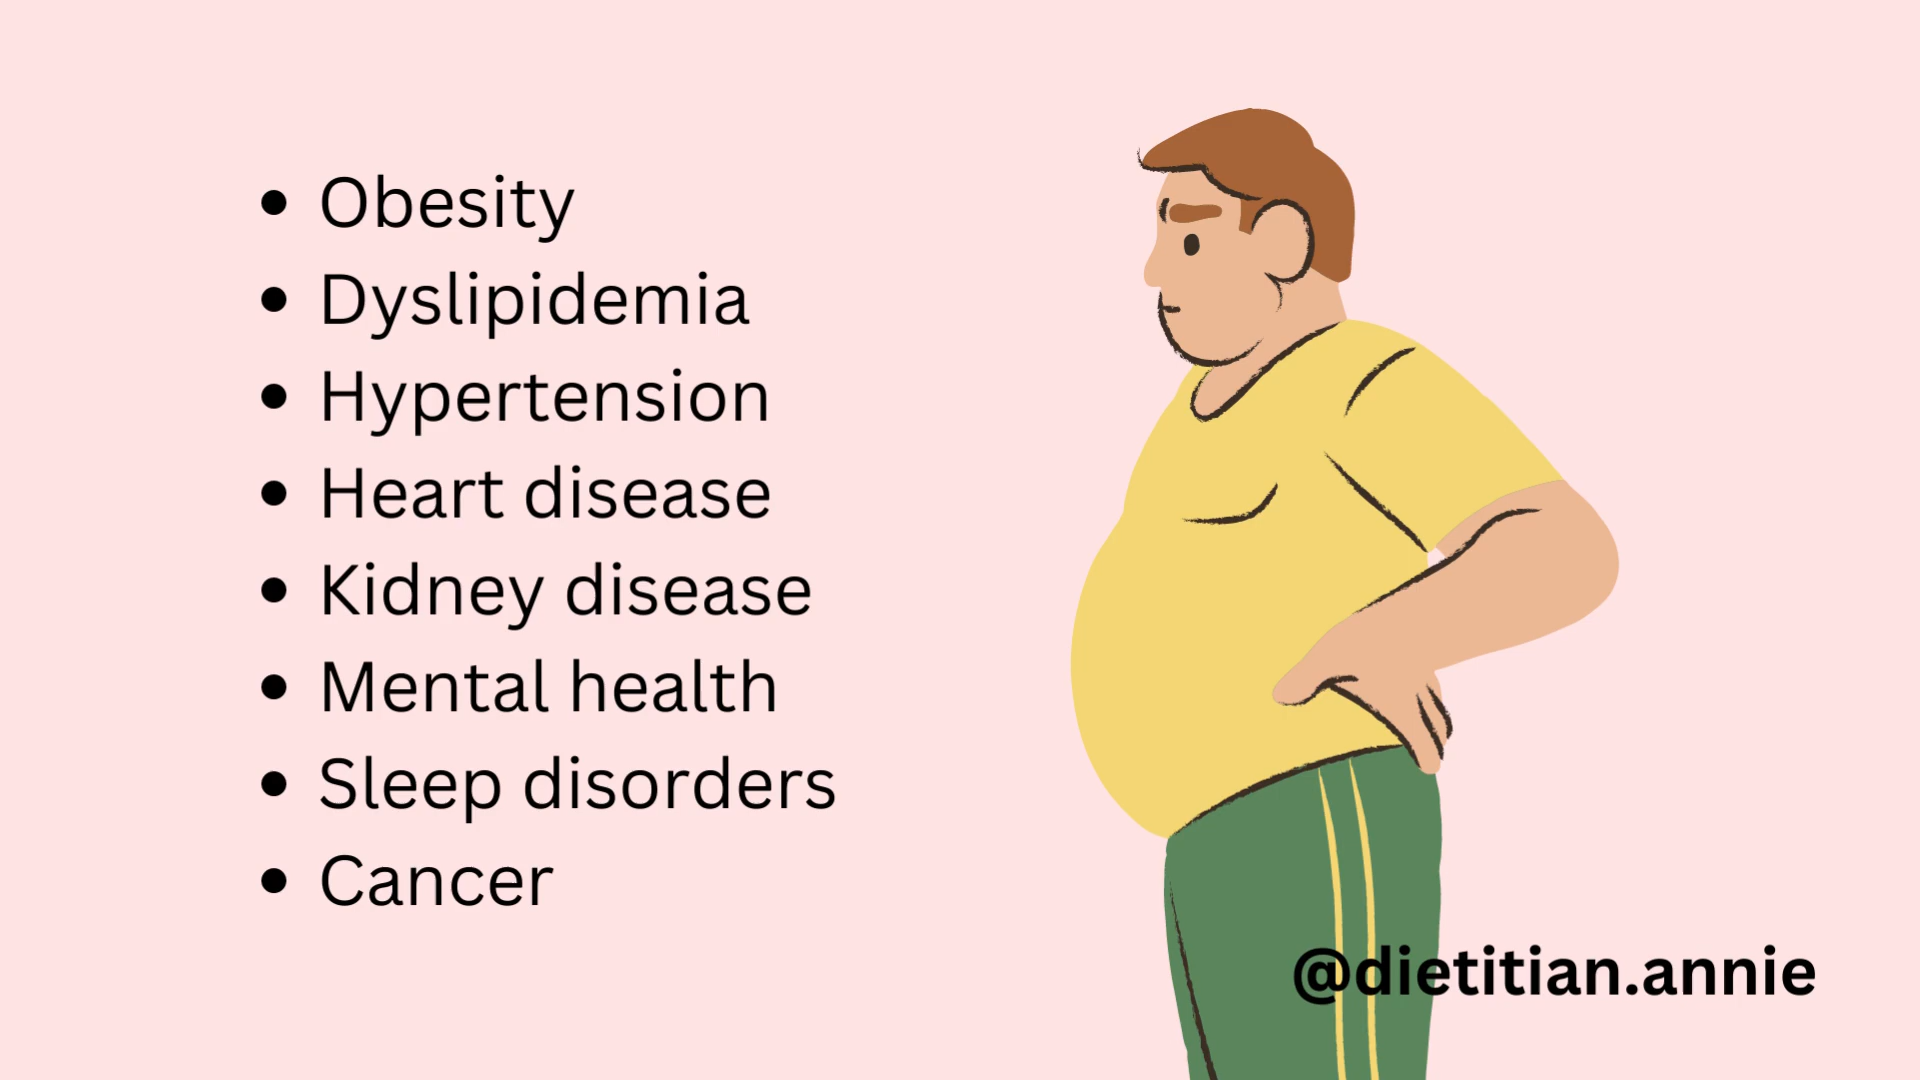 • Obesity
• Dyslipidemia
• Hypertension
• Heart disease
• Kidney disease
• Mental health
• Sleep disorders
• Cancer
@dietitian.annie